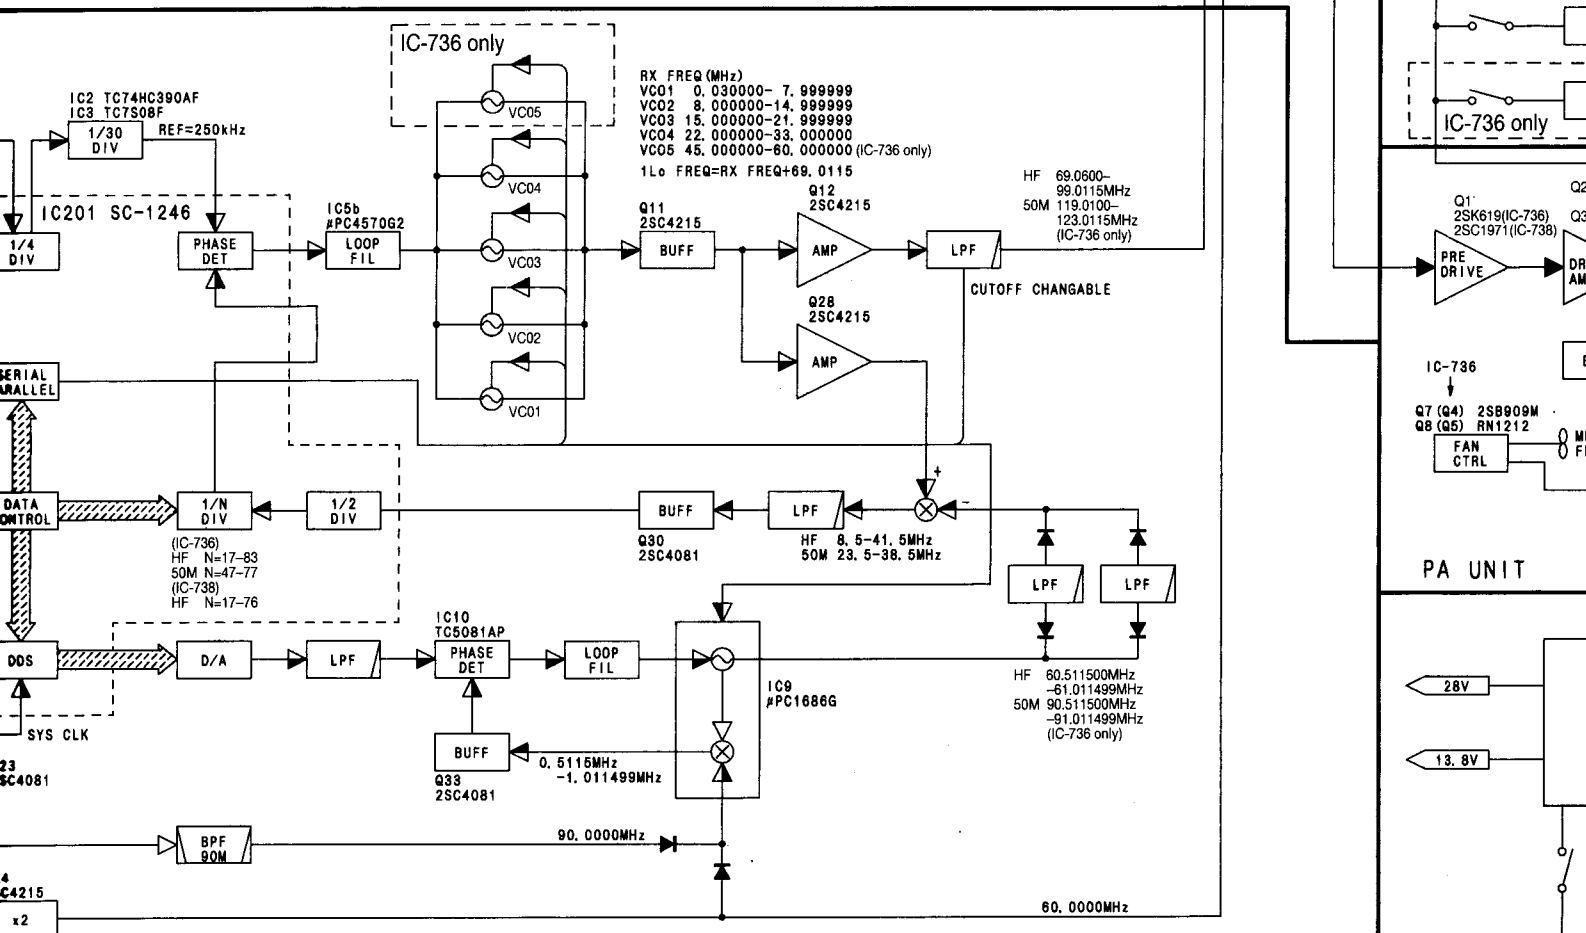 IC-736 only
VCO5
VCO4
VCO3
VCO2
VCO1
RX FREQ(MHz)
VCO1 0.030000- 7.999999
VCO2 8.000000-14.999999
VCO3 15.000000-21.999999
VCO4 22.000000-33.000000
VCO5 45.000000-60.000000 (IC-736 only)
1Lo FREQ=RX FREQ+69.0115
IC2 TC74HC390AF
IC3 TC7S08F
1/30
DIV
REF=250kHz
IC201 SC-1246
1/4
DIV
PHASE
DET
IC5b
µPC4570G2
LOOP
FIL
Q11
2SC4215
BUFF
Q12
2SC4215
AMP
LPF
HF 69.0600–
99.0115MHz
50M 119.0100–
123.0115MHz
(IC-736 only)
CUTOFF CHANGABLE
Q28
2SC4215
AMP
SERIAL
DATA
1/N
DIV
1/2
DIV
(IC-736)
HF N=17–83
50M N=47–77
(IC-738)
HF N=17–76
BUFF
Q30
2SC4081
LPF
HF 8.5-41.5MHz
50M 23.5-38.5MHz
+
-
LPF
LPF
HF 60.511500MHz
–61.011499MHz
50M 90.511500MHz
–91.011499MHz
(IC-736 only)
DDS
D/A
LPF
IC10
TC5081AP
PHASE
DET
LOOP
FIL
IC9
µPC1686G
SYS CLK
BUFF
Q33
2SC4081
0.5115MHz
-1.011499MHz
23
SC4081
BPF
90M
90.0000MHz
4
C4215
x2
60.0000MHz
IC-736 only
Q1
2SK619(IC-736)
2SC1971(IC-738)
PRE
DRIVE
Q2
Q3
DR
AM
IC-736
Q7(Q4) 2SB909M
Q8(Q5) RN1212
FAN
CTRL
PA UNIT
28V
13.8V